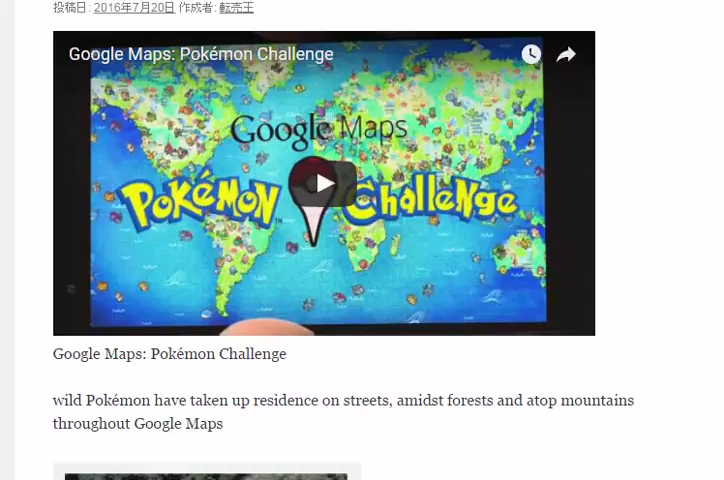 投稿日: 2016年7月20日 作成者: 転売王
Google Maps: Pokémon Challenge
Google Maps
POKéMON Challenge
Google Maps: Pokémon Challenge
wild Pokémon have taken up residence on streets, amidst forests and atop mountains
throughout Google Maps